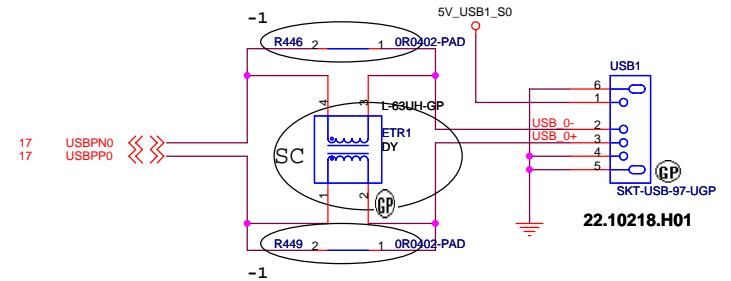 -1
5V_USB1_S0
R446 2 1 0R0402-PAD
USB1
4 3
L-63UH-GP
6
1
ETR1
DY
USB_0- 2
17 USBPN0
USB_0+ 3
17 USBPP0
SC
4
5
GP
1 2
GP
SKT-USB-97-UGP
22.10218.H01
R449 2 1 0R0402-PAD
-1